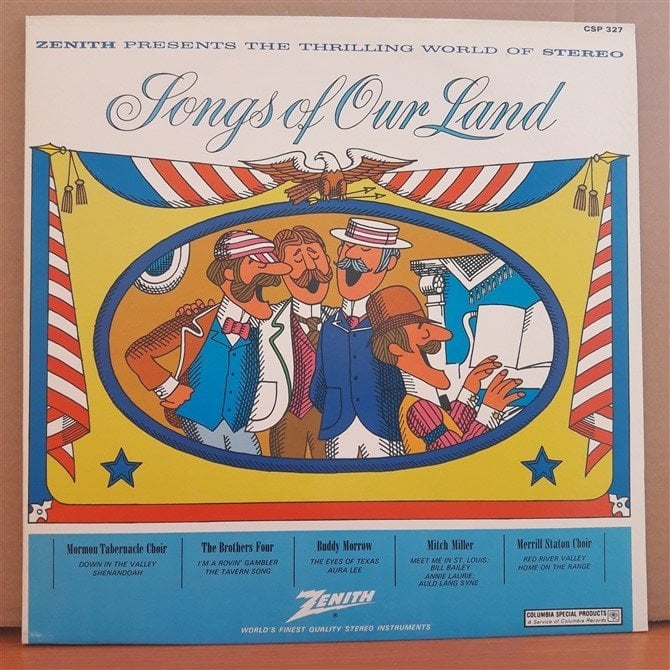 CSP 327
ZENITH PRESENTS THE THRILLING WORLD OF STEREO
Songs of Our Land
Mormon Tabernacle Choir
DOWN IN THE VALLEY
SHENANDOAH
The Brothers Four
I'M A ROVIN' GAMBLER
THE TAVERN SONG
Buddy Morrow
THE EYES OF TEXAS
AURA LEE
Mitch Miller
MEET ME IN ST. LOUIS;
BILL BAILEY
ANNIE LAURIE;
AULD LANG SYNE
Merrill Staton Choir
RED RIVER VALLEY
HOME ON THE RANGE
ZENITH
®
WORLD'S FINEST QUALITY STEREO INSTRUMENTS
COLUMBIA SPECIAL PRODUCTS
A Service of Columbia Records